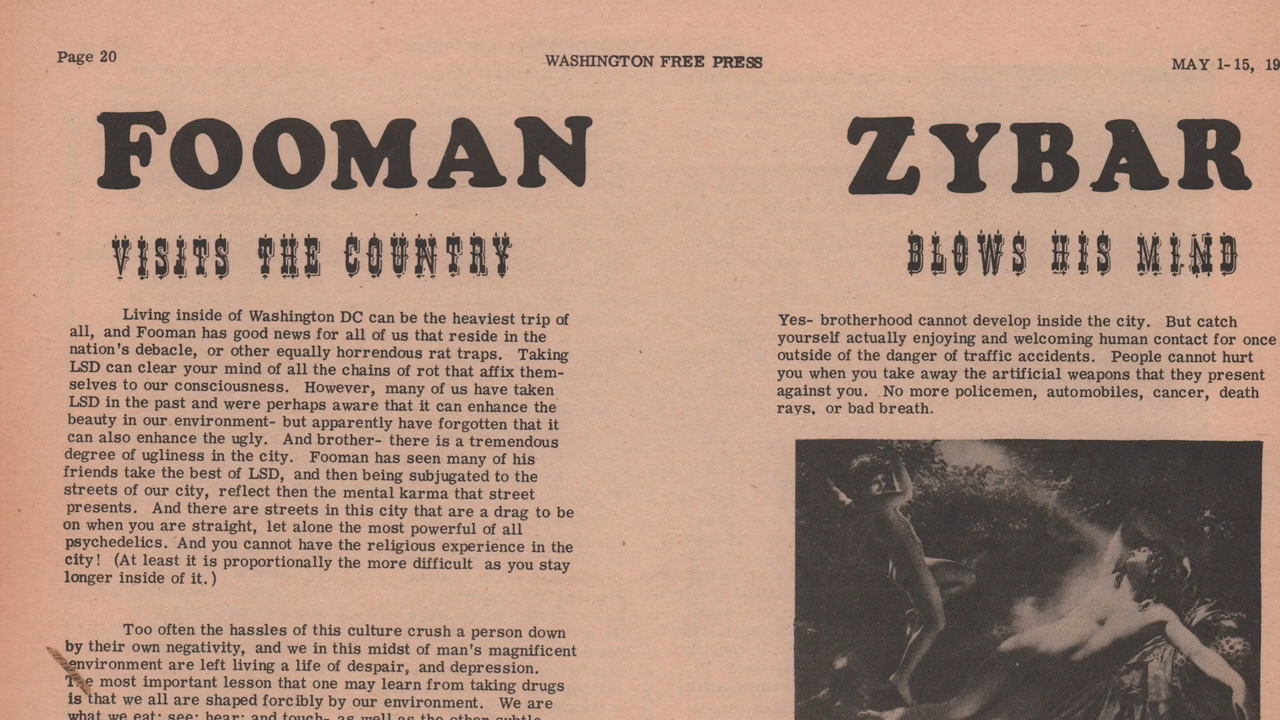 Page 20
WASHINGTON FREE PRESS
MAY 1-15, 19
FOOMAN
VISITS THE COUNTRY
Living inside of Washington DC can be the heaviest trip of
all, and Fooman has good news for all of us that reside in the
nation's debacle, or other equally horrendous rat traps. Taking
LSD can clear your mind of all the chains of rot that affix them-
selves to our consciousness. However, many of us have taken
LSD in the past and were perhaps aware that it can enhance the
beauty in our environment- but apparently have forgotten that it
can also enhance the ugly. And brother- there is a tremendous
degree of ugliness in the city. Fooman has seen many of his
friends take the best of LSD, and then being subjugated to the
streets of our city, reflect then the mental karma that street
presents. And there are streets in this city that are a drag to be
on when you are straight, let alone the most powerful of all
psychedelics. And you cannot have the religious experience in the
city! (At least it is proportionally the more difficult as you stay
longer inside of it.)
Too often the hassles of this culture crush a person down
by their own negativity, and we in this midst of man's magnificent
environment are left living a life of despair, and depression.
The most important lesson that one may learn from taking drugs
is that we all are shaped forcibly by our environment. We are
what we eat; see; hear; and touch- as well as the other subtle
ZYBAR
BLOWS HIS MIND
Yes- brotherhood cannot develop inside the city. But catch
yourself actually enjoying and welcoming human contact for once
outside of the danger of traffic accidents. People cannot hurt
you when you take away the artificial weapons that they present
against you. No more policemen, automobiles, cancer, death
rays, or bad breath.